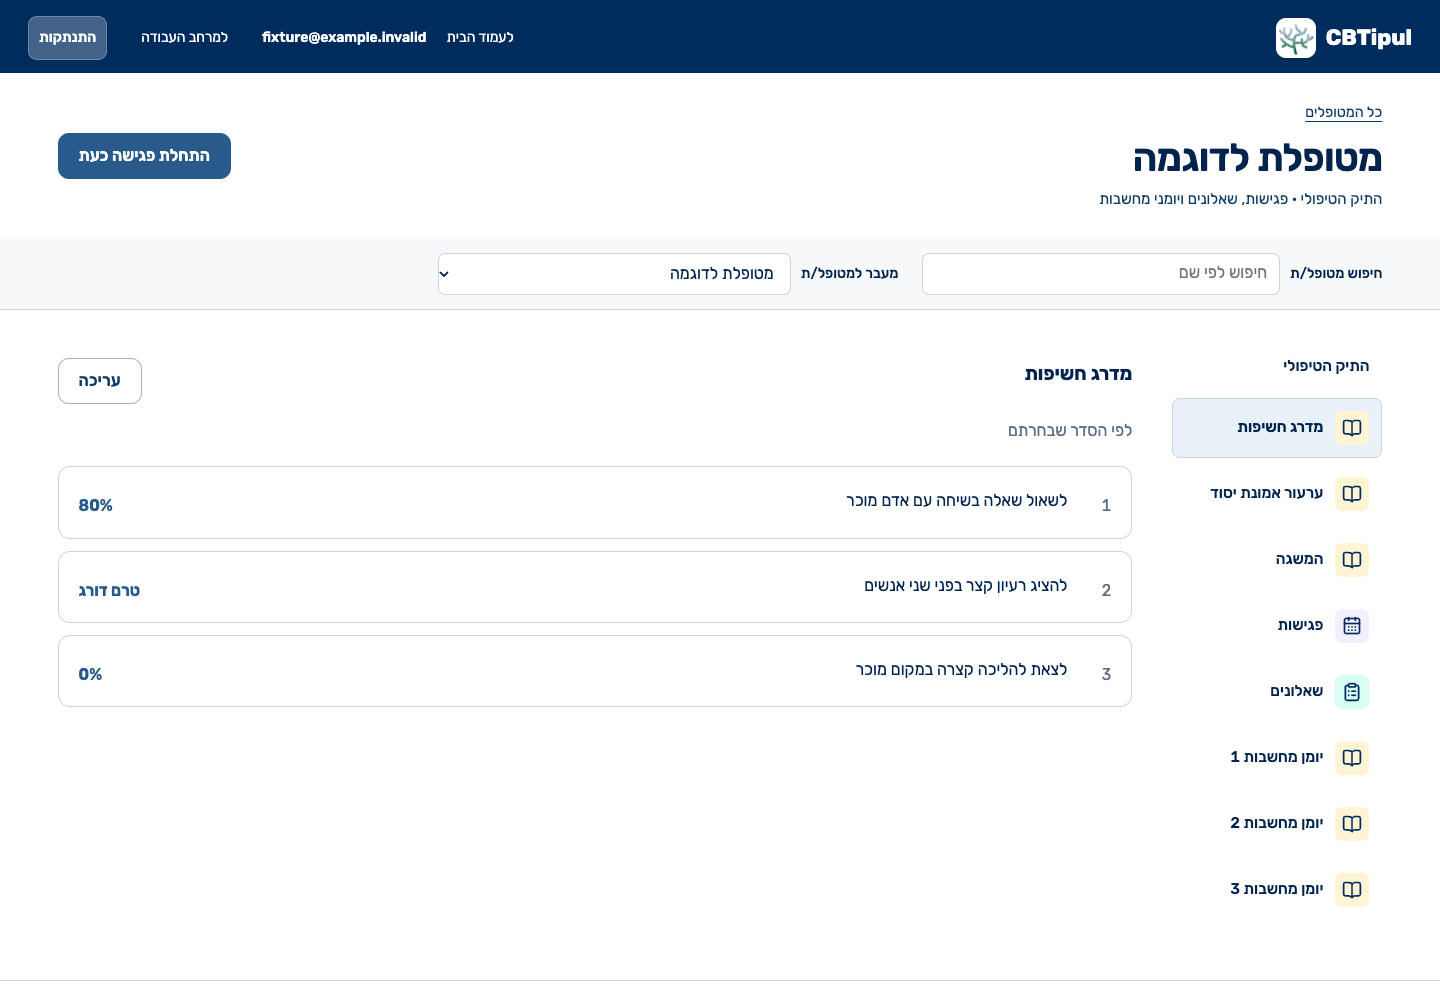 CBTipul
לעמוד הבית
fixture@example.invalid
למרחב העבודה
התנתקות
כל המטופלים
מטופלת לדוגמה
התיק הטיפולי • פגישות, שאלונים ויומני מחשבות
התחלת פגישה כעת
חיפוש מטופל/ת
חיפוש לפי שם
מעבר למטופל/ת
מטופלת לדוגמה
התיק הטיפולי
מדרג חשיפות
ערעור אמונת יסוד
המשגה
פגישות
שאלונים
יומן מחשבות 1
יומן מחשבות 2
יומן מחשבות 3
מדרג חשיפות
עריכה
לפי הסדר שבחרתם
1 לשאול שאלה בשיחה עם אדם מוכר 80%
2 להציג רעיון קצר בפני שני אנשים טרם דורג
3 לצאת להליכה קצרה במקום מוכר 0%